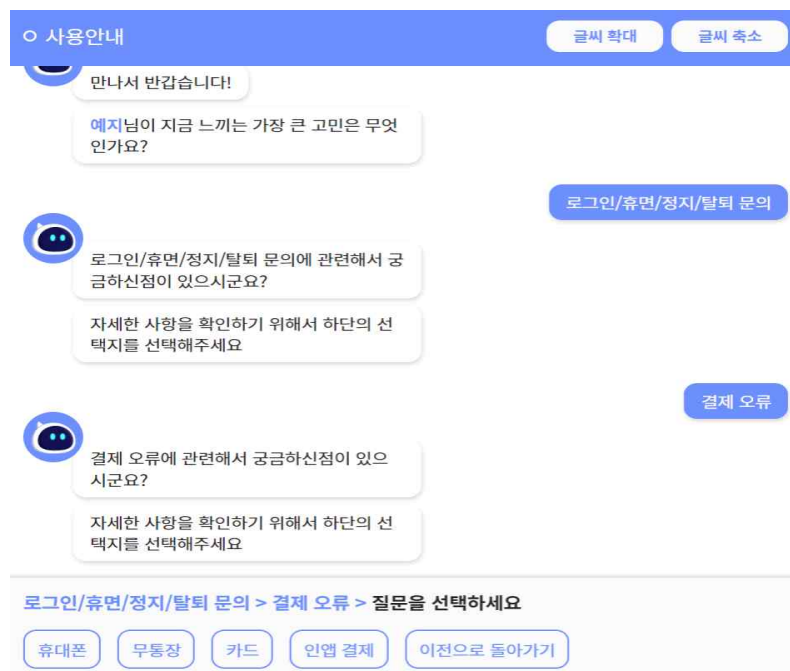 사용안내
글씨 확대
글씨 축소
만나서 반갑습니다!
예지님이 지금 느끼는 가장 큰 고민은 무엇
인가요?
로그인/휴면/정지/탈퇴 문의
로그인/휴면/정지/탈퇴 문의에 관련해서 궁
금하신점이 있으시군요?
자세한 사항을 확인하기 위해서 하단의 선
택지를 선택해주세요
결제 오류
결제 오류에 관련해서 궁금하신점이 있으
시군요?
자세한 사항을 확인하기 위해서 하단의 선
택지를 선택해주세요
로그인/휴면/정지/탈퇴 문의 > 결제 오류 > 질문을 선택하세요
휴대폰
무통장
카드
인앱 결제
이전으로 돌아가기